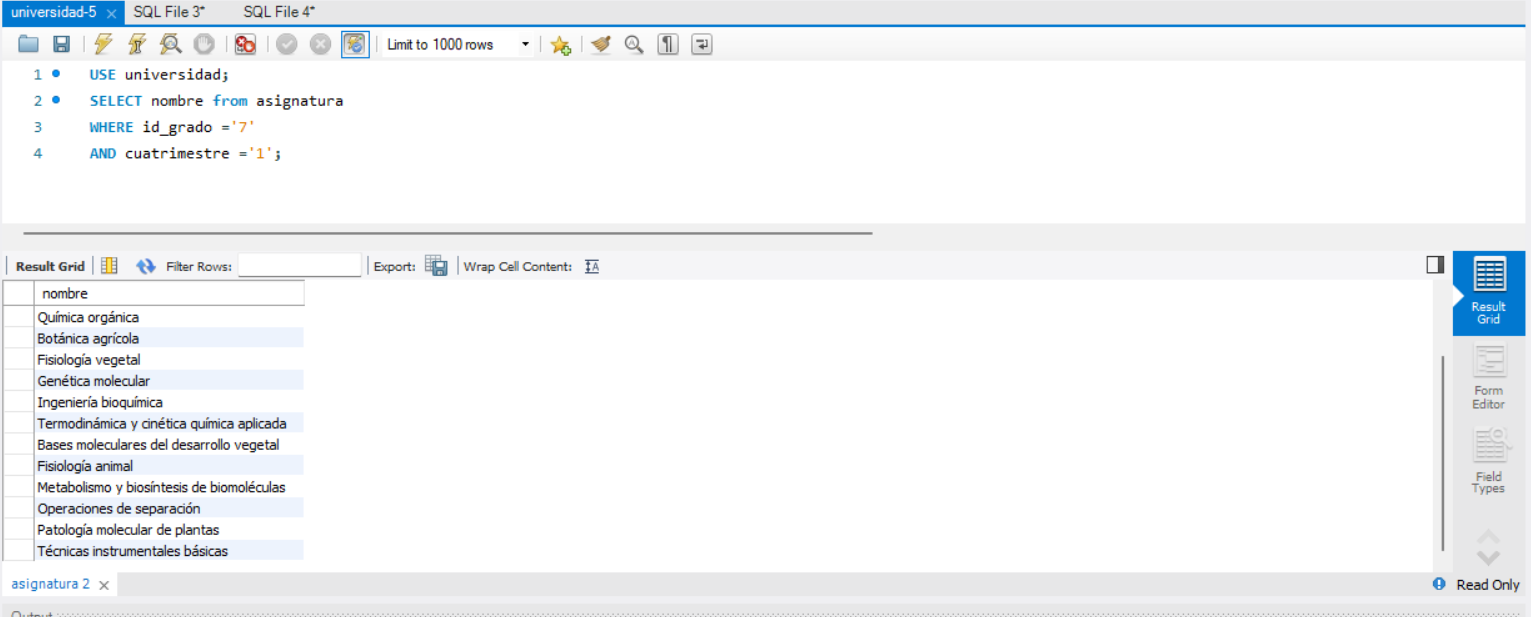 universidad-5 SQL File 3* SQL File 4*
Limit to 1000 rows
1 USE universidad;
2 SELECT nombre from asignatura
3 WHERE id_grado ='7'
4 AND cuatrimestre ='1';
Result Grid Filter Rows: Export: Wrap Cell Content:
nombre
Química orgánica
Botánica agrícola
Fisiología vegetal
Genética molecular
Ingeniería bioquímica
Termodinámica y cinética química aplicada
Bases moleculares del desarrollo vegetal
Fisiología animal
Metabolismo y biosíntesis de biomoléculas
Operaciones de separación
Patología molecular de plantas
Técnicas instrumentales básicas
Result
Grid
Form
Editor
Field
Types
asignatura 2 Read Only
Output